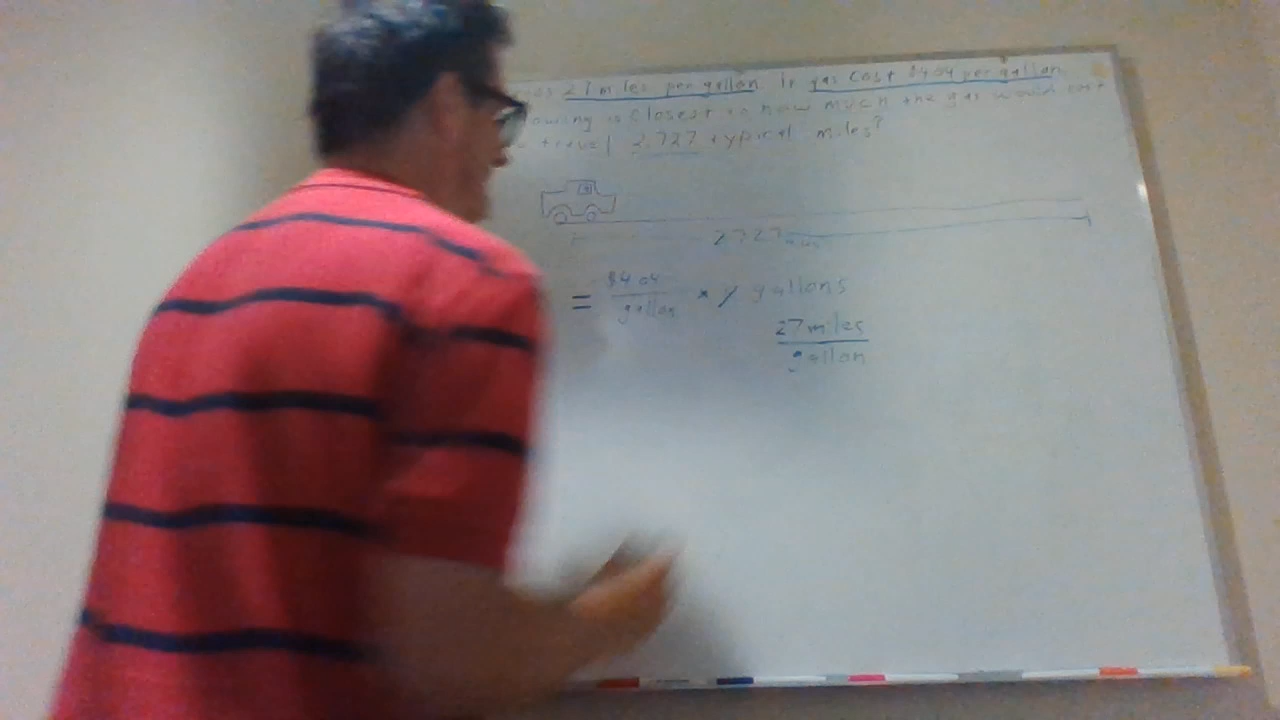 27 miles per gallon. If gas cost $4.04 per gallon
is closest to how much the gas would cost
travel 2,727 typical miles?
2727 miles
= $4.04 / gallon × y gallons
27 miles / gallon